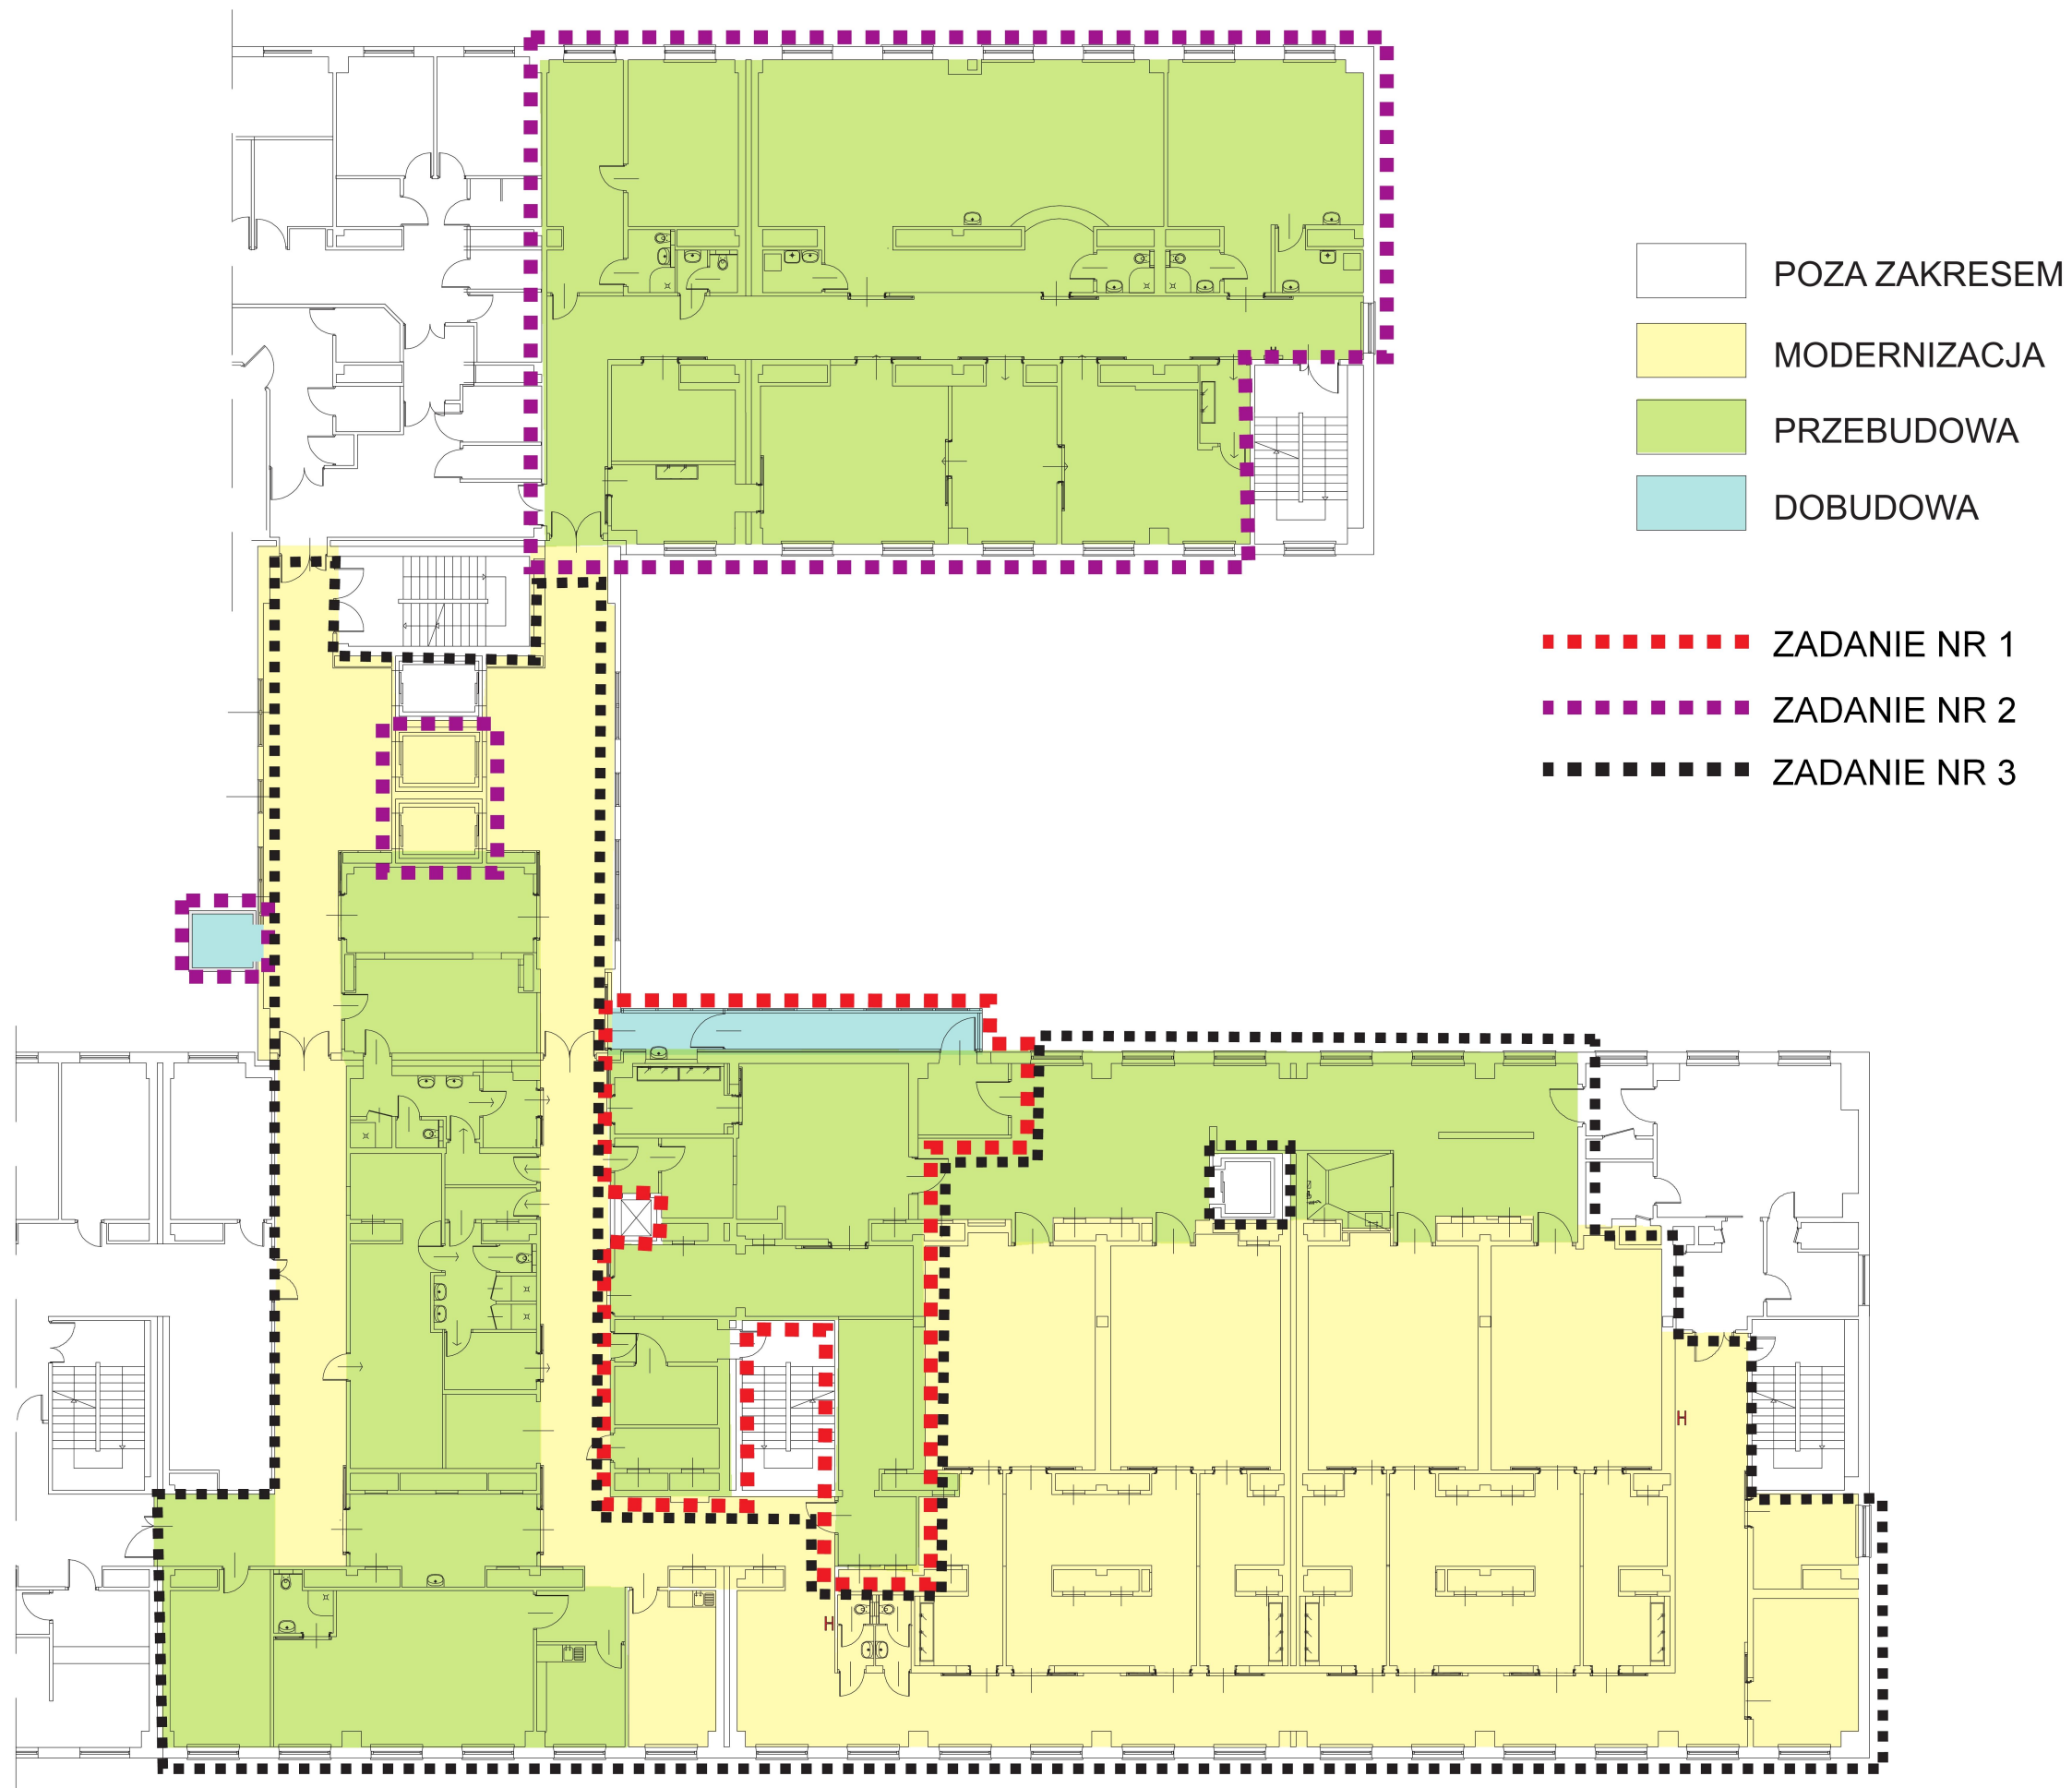 POZA ZAKRESEM
MODERNIZACJA
PRZEBUDOWA
DOBUDOWA
ZADANIE NR 1
ZADANIE NR 2
ZADANIE NR 3
H
H